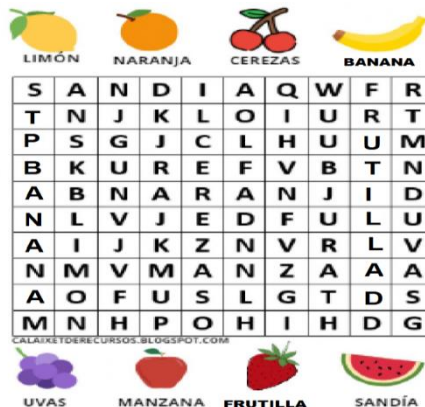 LIMÓN NARANJA CEREZAS BANANA
S A N D I A Q W F R
T N J K L O I U R T
P S G J C L H U U M
B K U R E F V B T N
A B N A R A N J I D
N L V J E D F U L U
A I J K Z N V R L V
N M V M A N Z A A A
A O F U S L G T D S
M N H P O H I H D G
CALAIXETDERECURSOS.BLOGSPOT.COM
UVAS MANZANA FRUTILLA SANDÍA